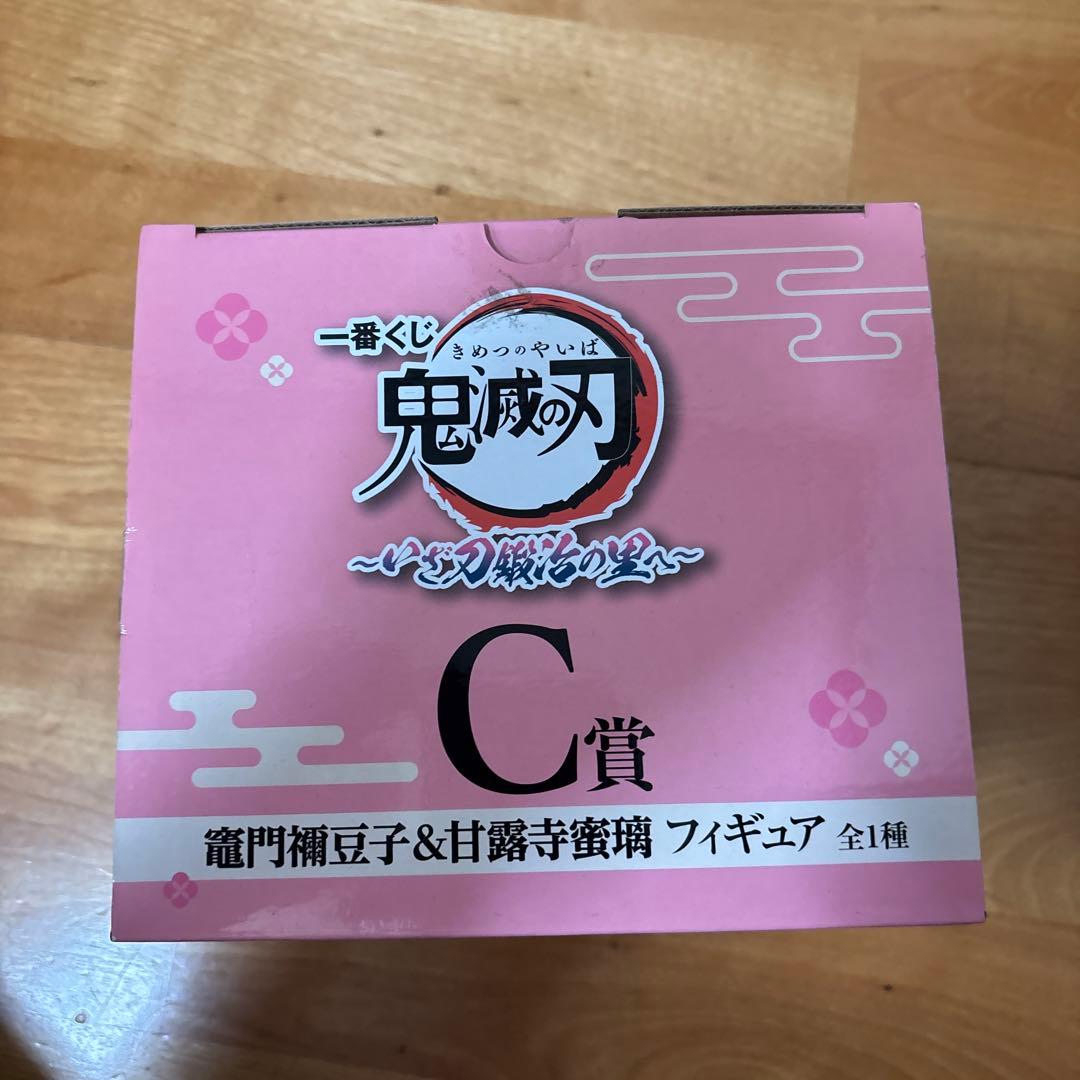 一番くじ
きめつのやいば
鬼滅の刃
~いざ刀鍛冶の里へ~
C賞
竈門禰豆子&甘露寺蜜璃 フィギュア 全1種